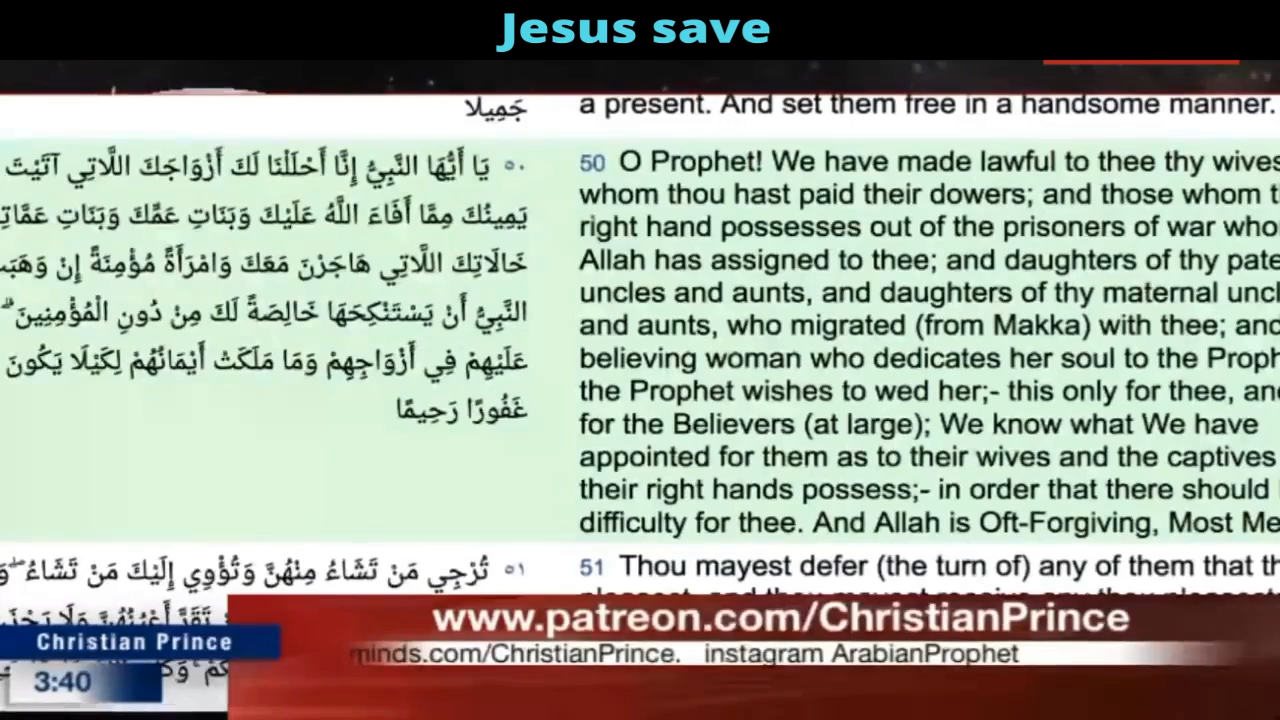 Jesus save
جَمِيلًا
a present. And set them free in a handsome manner.
٥٠ يَا أَيُّهَا النَّبِيُّ إِنَّا أَحْلَلْنَا لَكَ أَزْوَاجَكَ اللَّاتِي آتَيْتَ
يَمِينُكَ مِمَّا أَفَاءَ اللَّهُ عَلَيْكَ وَبَنَاتِ عَمِّكَ وَبَنَاتِ
خَالَاتِكَ اللَّاتِي هَاجَرْنَ مَعَكَ وَامْرَأَةً مُؤْمِنَةً إِنْ
النَّبِيُّ أَنْ يَسْتَنْكِحَهَا خَالِصَةً لَكَ مِنْ دُونِ الْمُؤْمِنِينَ ۗ
عَلَيْهِمْ فِي أَزْوَاجِهِمْ وَمَا مَلَكَتْ أَيْمَانُهُمْ لِكَيْلَا يَكُونَ
غَفُورًا رَحِيمًا
50 O Prophet! We have made lawful to thee thy wives
whom thou hast paid their dowers; and those whom
right hand possesses out of the prisoners of war
Allah has assigned to thee; and daughters of thy
uncles and aunts, and daughters of thy maternal
and aunts, who migrated (from Makka) with thee;
believing woman who dedicates her soul to the
the Prophet wishes to wed her;- this only for thee,
for the Believers (at large); We know what We have
appointed for them as to their wives and the captives
their right hands possess;- in order that there should
difficulty for thee. And Allah is Oft-Forgiving, Most
٥١ تُرْجِي مَنْ تَشَاءُ مِنْهُنَّ وَتُؤْوِي إِلَيْكَ مَنْ تَشَاءُ ۖ
51 Thou mayest defer (the turn of) any of them that
www.patreon.com/ChristianPrince
Christian Prince
minds.com/ChristianPrince. instagram ArabianProphet
3:40